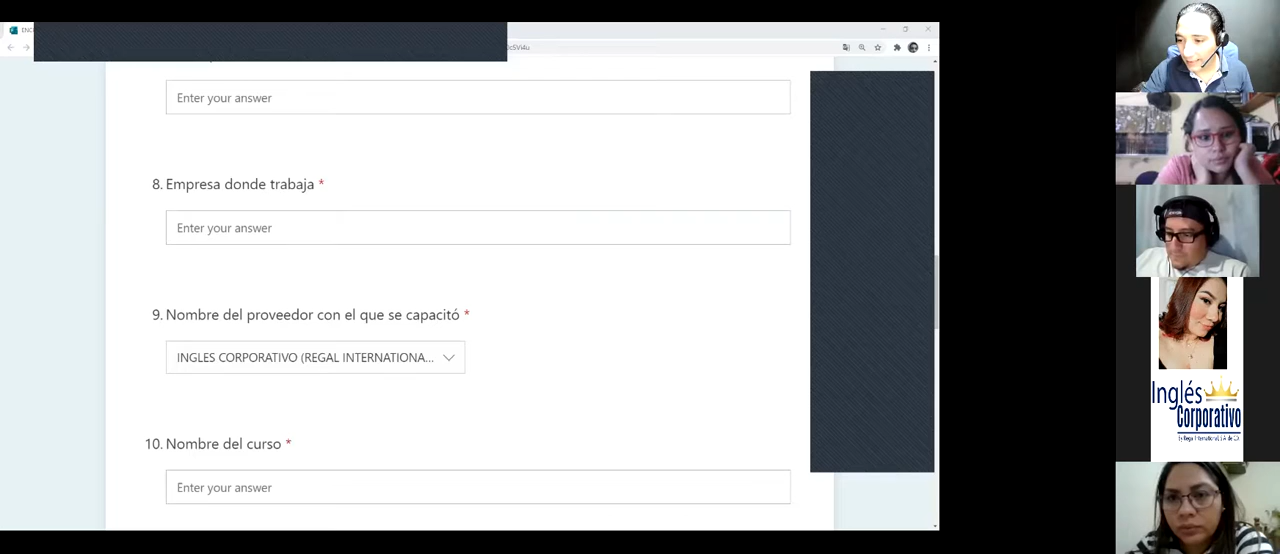 Enter your answer
8. Empresa donde trabaja *
Enter your answer
9. Nombre del proveedor con el que se capacitó *
INGLES CORPORATIVO (REGAL INTERNATIONA...
10. Nombre del curso *
Enter your answer
Inglés
Corporativo